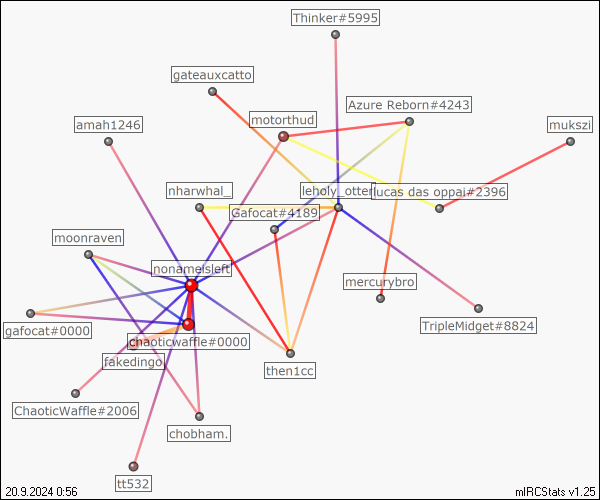 Thinker#5995
gateauxcatto
Azure Reborn#4243
motorthud
amah1246
mukszi
nharwhal_
leholy_otter
lucas das oppai#2396
Gafocat#4189
moonraven
nonameisleft
mercurybro
gafocat#0000
TripleMidget#8824
chaoticwaffle#0000
fakedingo
then1cc
ChaoticWaffle#2006
chobham.
tt532
20.9.2024 0:56
mIRCStats v1.25